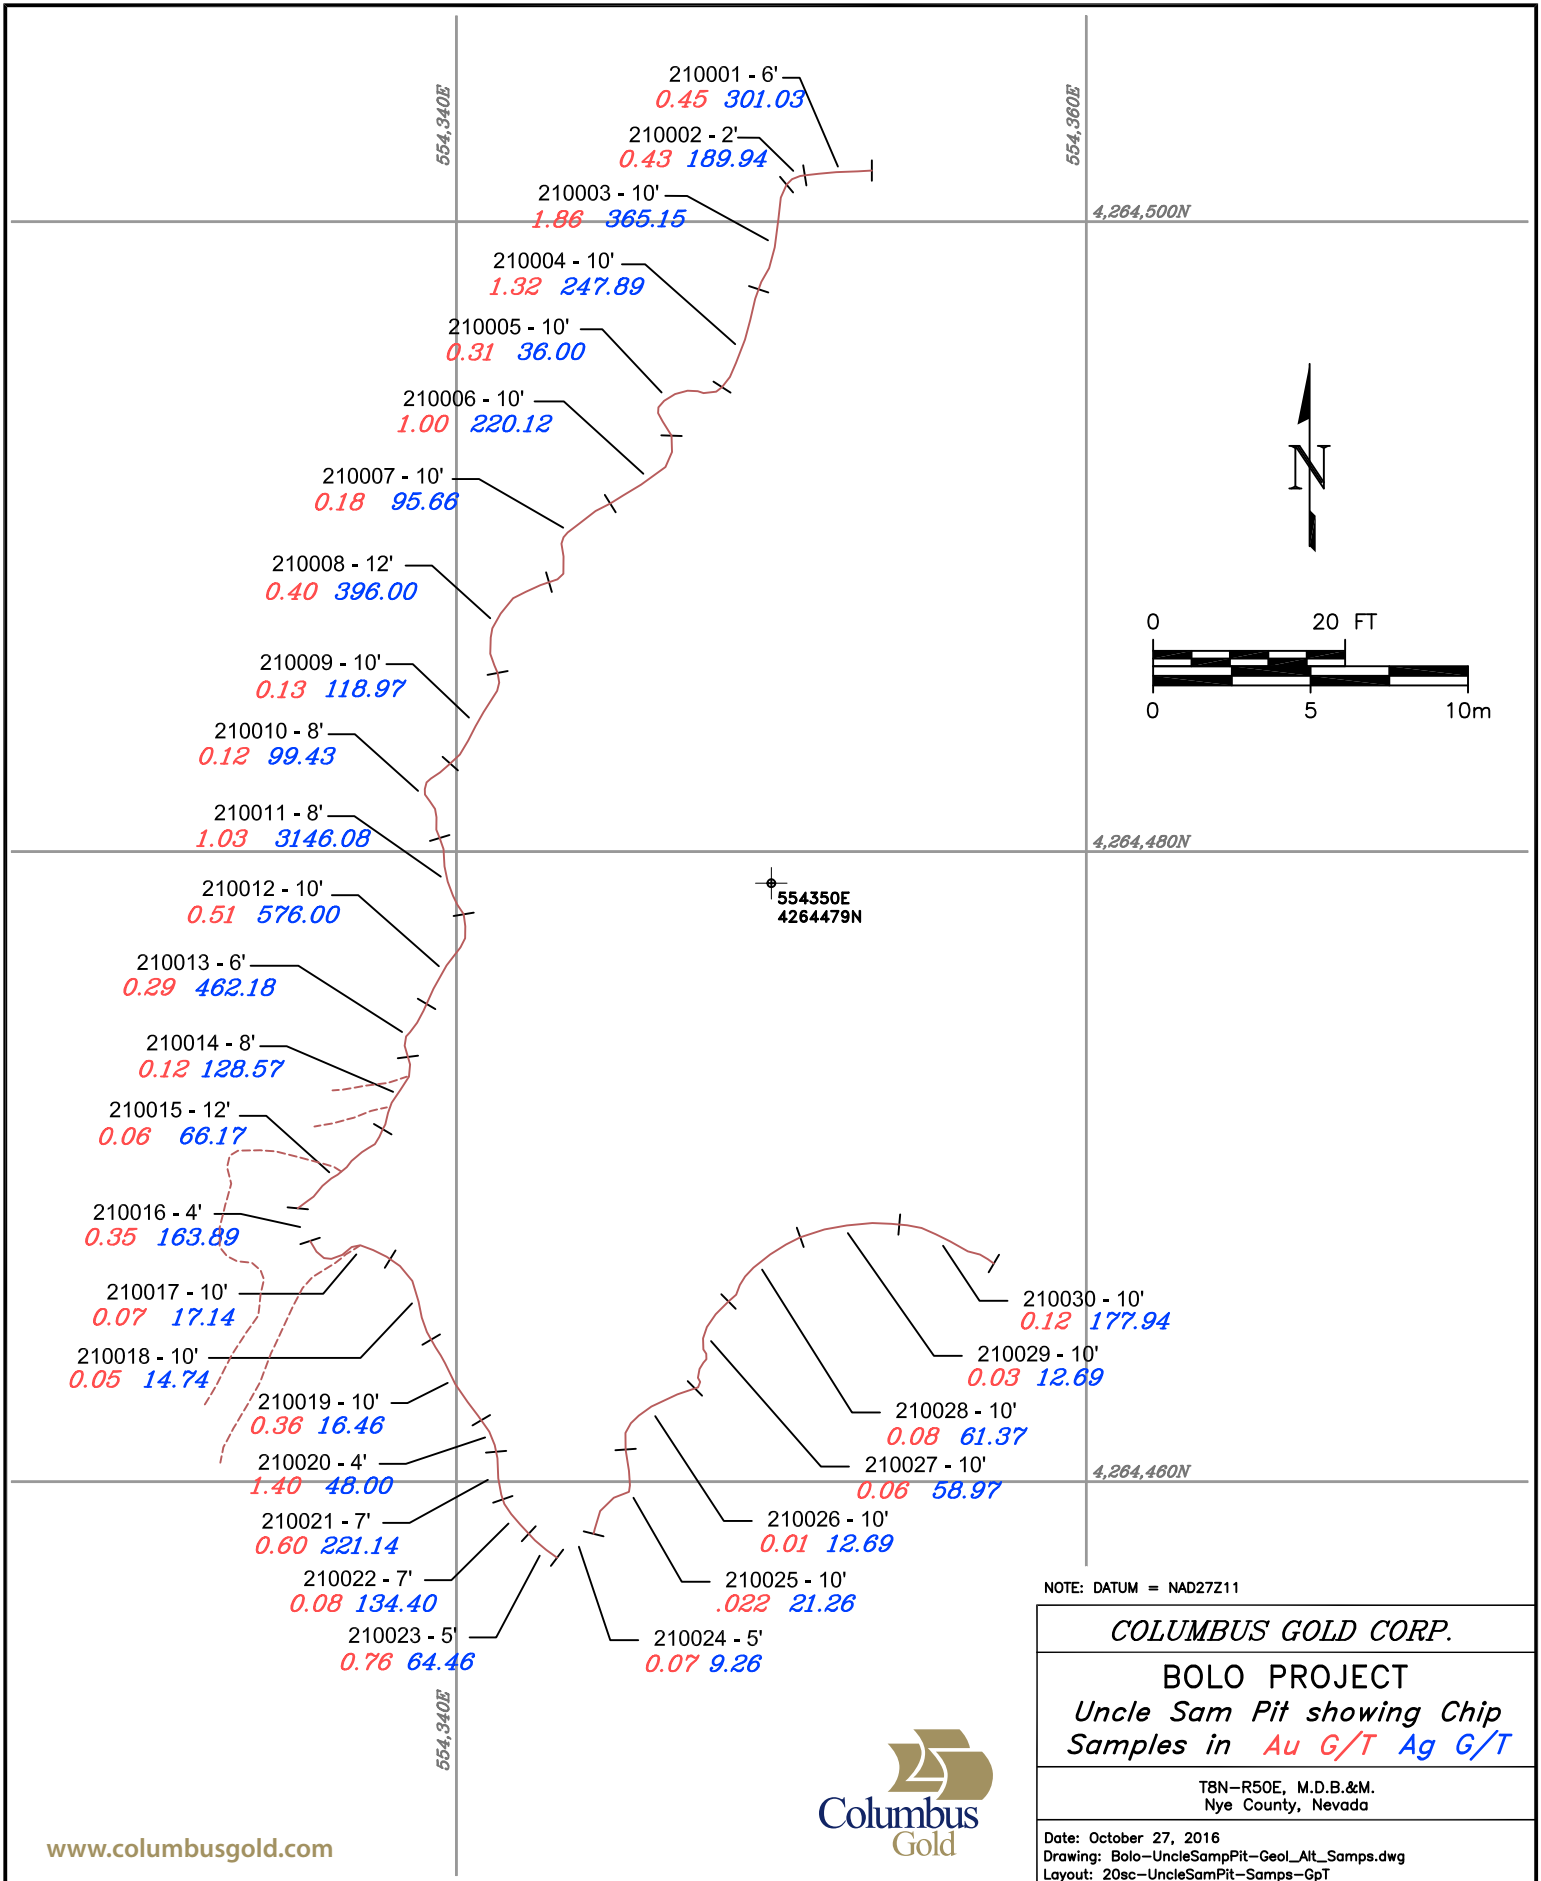 554,340E
554,360E
210001 - 6'
0.45 301.03
210002 - 2'
0.43 189.94
210003 - 10'
1.86 365.15
4,264,500N
210004 - 10'
1.32 247.89
210005 - 10'
0.31 36.00
210006 - 10'
1.00 220.12
N
210007 - 10'
0.18 95.66
210008 - 12'
0.40 396.00
0 20 FT
210009 - 10'
0.13 118.97
0 5 10m
210010 - 8'
0.12 99.43
210011 - 8'
1.03 3146.08
4,264,480N
210012 - 10'
0.51 576.00
554350E
4264479N
210013 - 6'
0.29 462.18
210014 - 8'
0.12 128.57
210015 - 12'
0.06 66.17
210016 - 4'
0.35 163.89
210017 - 10'
0.07 17.14
210030 - 10'
0.12 177.94
210018 - 10'
0.05 14.74
210029 - 10'
0.03 12.69
210019 - 10'
0.36 16.46
210028 - 10'
0.08 61.37
210020 - 4'
1.40 48.00
210027 - 10'
0.06 58.97
4,264,460N
210021 - 7'
0.60 221.14
210026 - 10'
0.01 12.69
210022 - 7'
0.08 134.40
210025 - 10'
.022 21.26
210023 - 5'
0.76 64.46
210024 - 5'
0.07 9.26
554,340E
NOTE: DATUM = NAD27Z11
COLUMBUS GOLD CORP.
BOLO PROJECT
Uncle Sam Pit showing Chip
Samples in Au G/T Ag G/T
T8N-R50E, M.D.B.&M.
Nye County, Nevada
Date: October 27, 2016
Drawing: Bolo-UncleSampPit-Geol_Alt_Samps.dwg
Layout: 20sc-UncleSamPit-Samps-GpT
Columbus
Gold
www.columbusgold.com